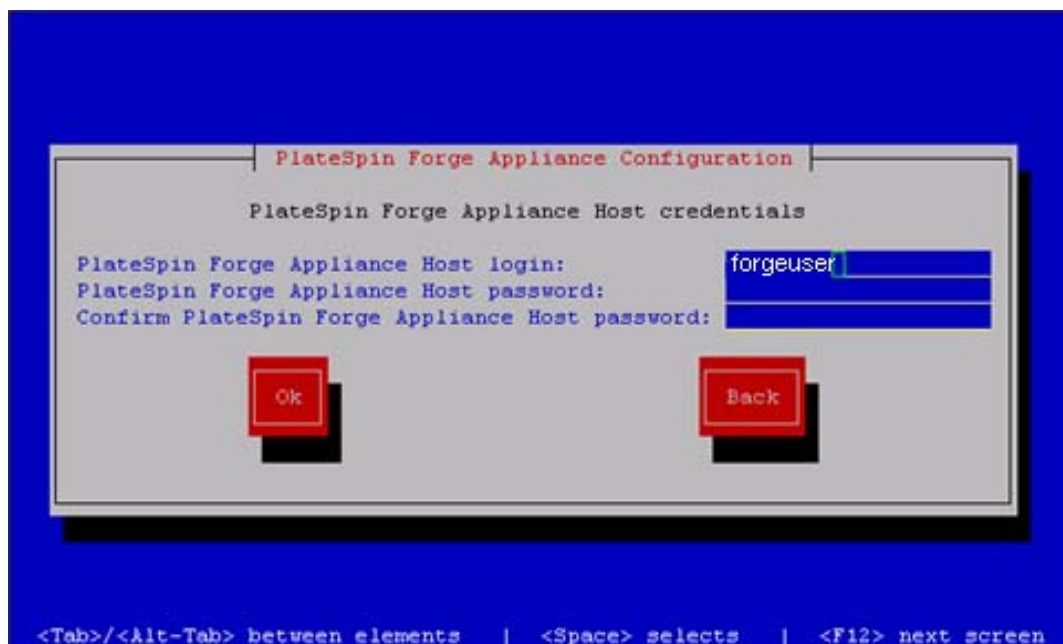 PlateSpin Forge Appliance Configuration
PlateSpin Forge Appliance Host credentials
PlateSpin Forge Appliance Host login: forgeuser
PlateSpin Forge Appliance Host password:
Confirm PlateSpin Forge Appliance Host password:
Ok Back
<Tab>/<Alt-Tab> between elements | <Space> selects | <F12> next screen